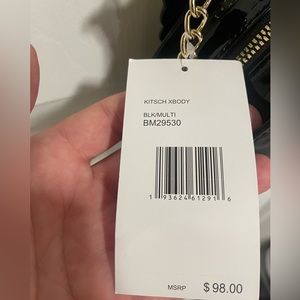 KITSCH XBODY
BLK/MULTI
BM29530
1 93624 61291 6
MSRP $98.00